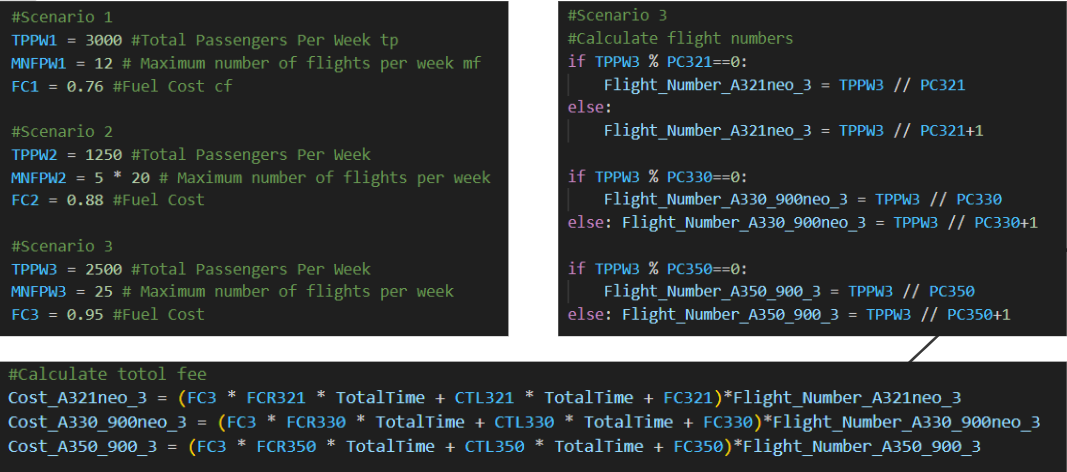 #Scenario 1
TPPW1 = 3000 #Total Passengers Per Week tp
MNFPW1 = 12 # Maximum number of flights per week mf
FC1 = 0.76 #Fuel Cost cf
#Scenario 2
TPPW2 = 1250 #Total Passengers Per Week
MNFPW2 = 5 * 20 # Maximum number of flights per week
FC2 = 0.88 #Fuel Cost
#Scenario 3
TPPW3 = 2500 #Total Passengers Per Week
MNFPW3 = 25 # Maximum number of flights per week
FC3 = 0.95 #Fuel Cost
#Scenario 3
#Calculate flight numbers
if TPPW3 % PC321==0:
Flight_Number_A321neo_3 = TPPW3 // PC321
else:
Flight_Number_A321neo_3 = TPPW3 // PC321+1
if TPPW3 % PC330==0:
Flight_Number_A330_900neo_3 = TPPW3 // PC330
else: Flight_Number_A330_900neo_3 = TPPW3 // PC330+1
if TPPW3 % PC350==0:
Flight_Number_A350_900_3 = TPPW3 // PC350
else: Flight_Number_A350_900_3 = TPPW3 // PC350+1
#Calculate totol fee
Cost_A321neo_3 = (FC3 * FCR321 * TotalTime + CTL321 * TotalTime + FC321)*Flight_Number_A321neo_3
Cost_A330_900neo_3 = (FC3 * FCR330 * TotalTime + CTL330 * TotalTime + FC330)*Flight_Number_A330_900neo_3
Cost_A350_900_3 = (FC3 * FCR350 * TotalTime + CTL350 * TotalTime + FC350)*Flight_Number_A350_900_3